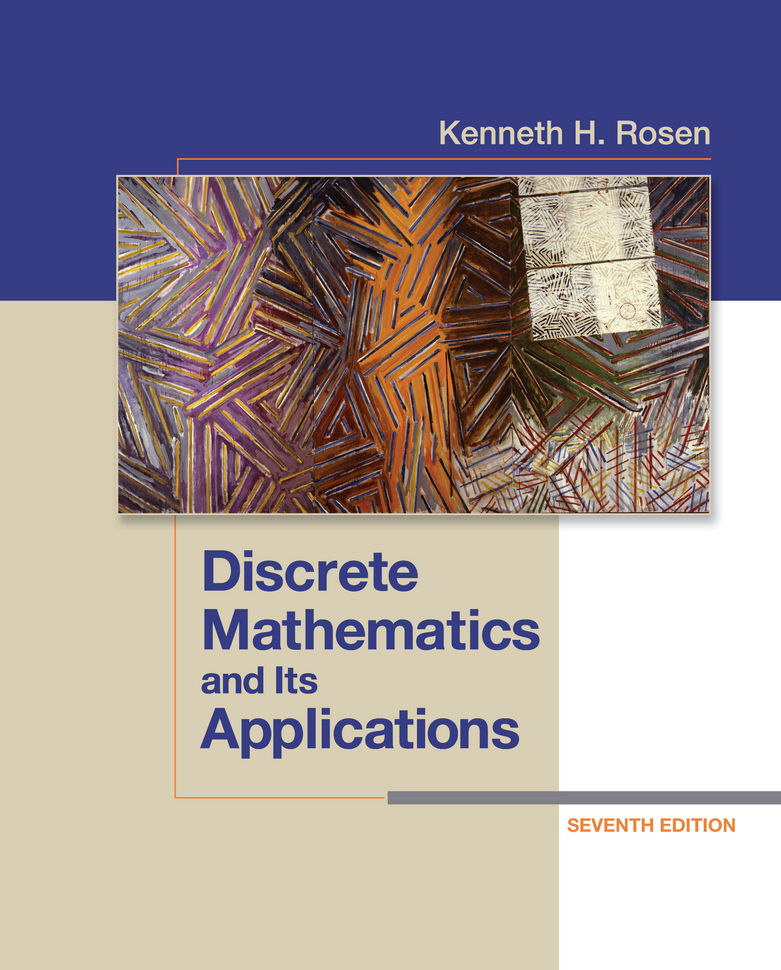 Kenneth H. Rosen
Discrete
Mathematics
and Its
Applications
SEVENTH EDITION